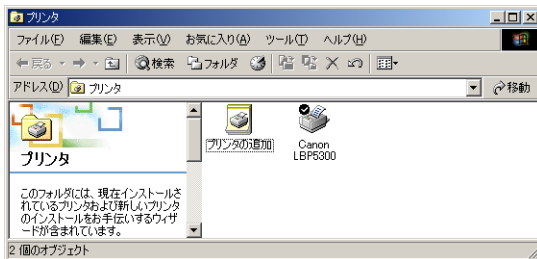 プリンタ
ファイル(F) 編集(E) 表示(V) お気に入り(A) ツール(T) ヘルプ(H)
戻る 検索 フォルダ
アドレス(D) プリンタ 移動
プリンタ
このフォルダには、現在インストールさ
れているプリンタおよび新しいプリンタ
のインストールをお手伝いするウィザ
ードが含まれています。
プリンタの追加
Canon
LBP5300
2 個のオブジェクト